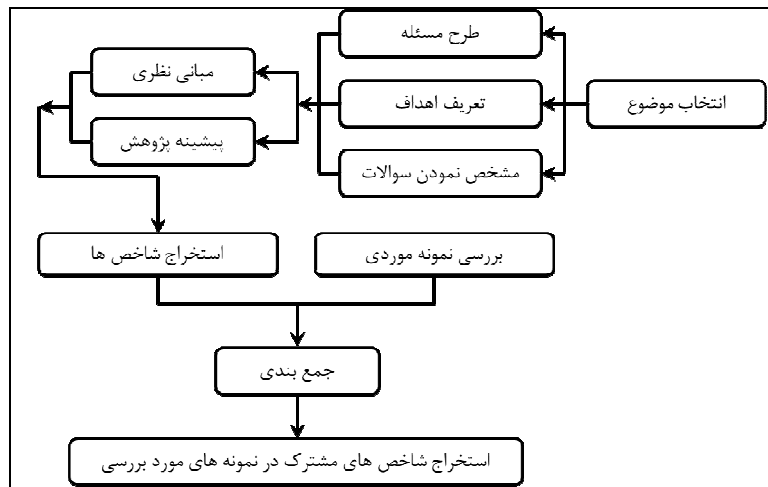 انتخاب موضوع
طرح مسئله
تعریف اهداف
مشخص نمودن سوالات
مبانی نظری
پیشینه پژوهش
بررسی نمونه موردی
استخراج شاخص ها
جمع بندی
استخراج شاخص های مشترک در نمونه های مورد بررسی